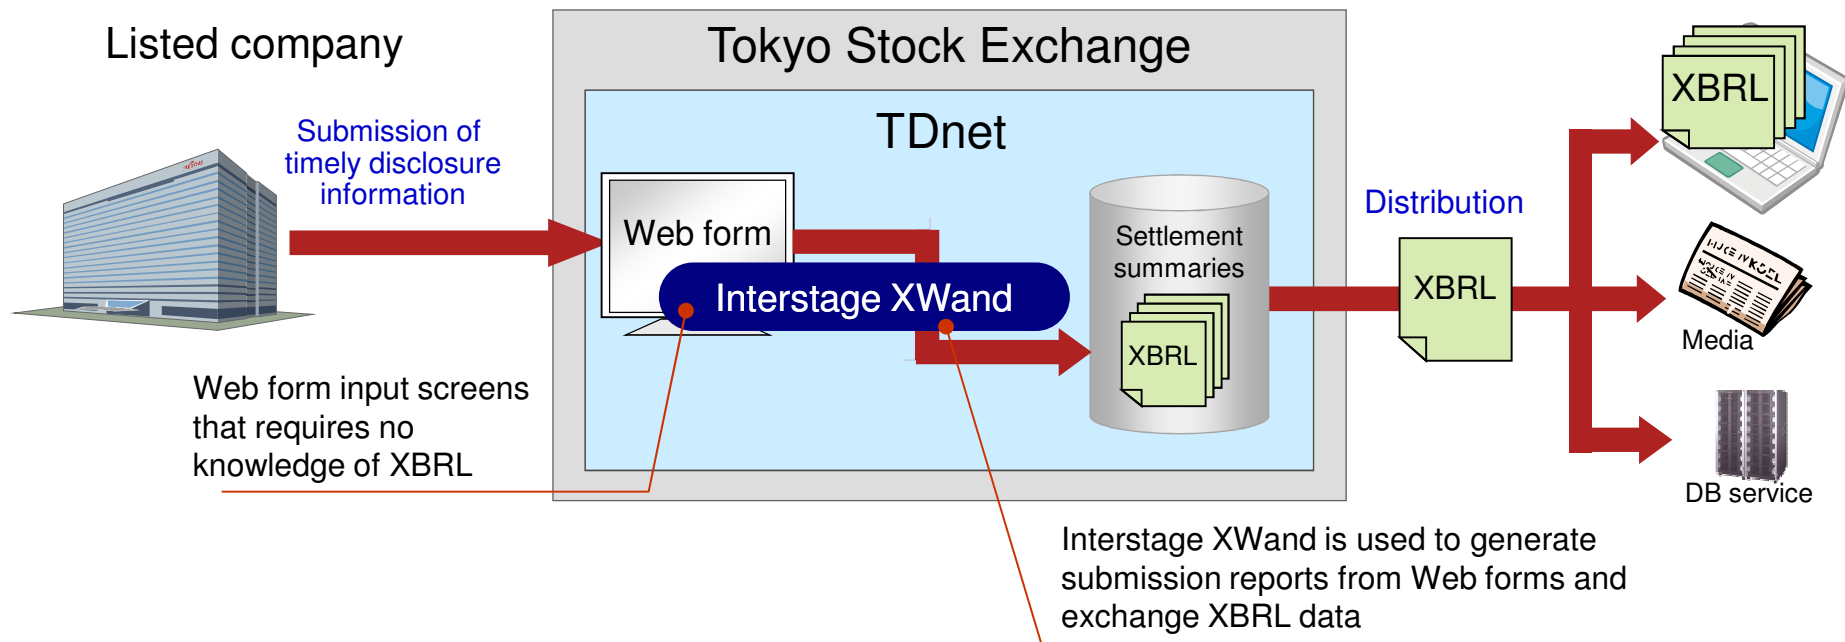 Listed company
Tokyo Stock Exchange
TDnet
Submission of
timely disclosure
information
Web form
Interstage XWand
Settlement
summaries
XBRL
Distribution
XBRL
XBRL
Media
DB service
Web form input screens
that requires no
knowledge of XBRL
Interstage XWand is used to generate
submission reports from Web forms and
exchange XBRL data